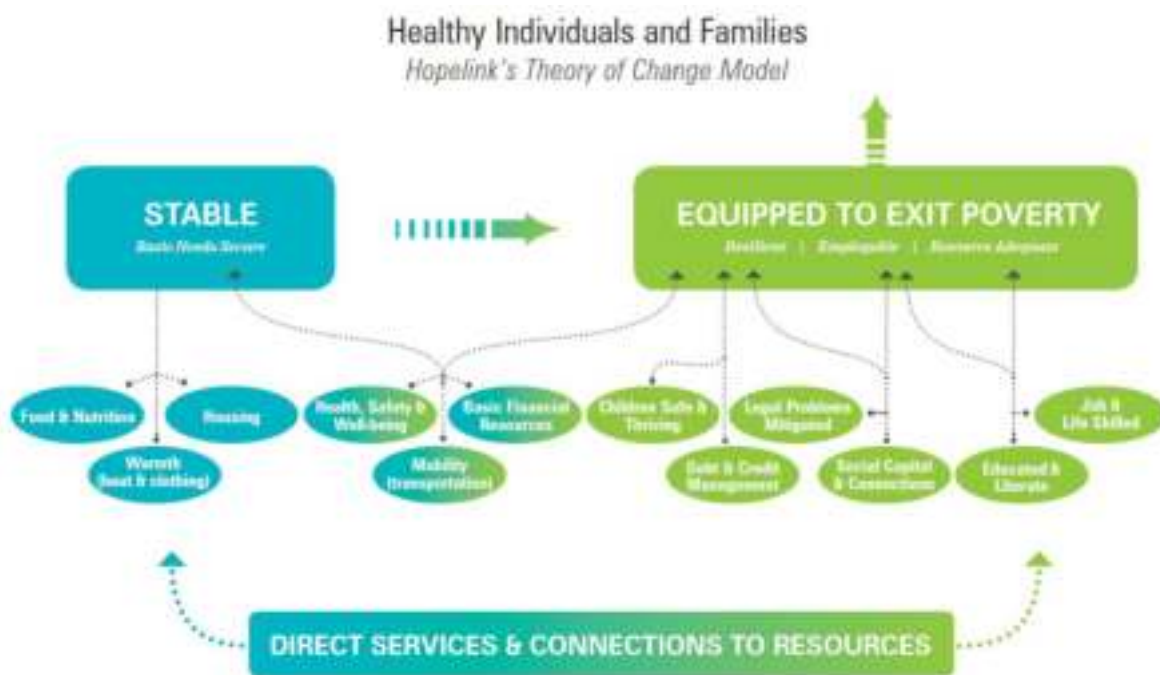 Healthy Individuals and Families
Hopelink's Theory of Change Model
STABLE
Basic Needs Secure
EQUIPPED TO EXIT POVERTY
Resilient | Employable | Resource Adequate
Food & Nutrition
Housing
Warmth
(heat & clothing)
Health, Safety &
Well-being
Basic Financial
Resources
Mobility
(transportation)
Children Safe &
Thriving
Legal Problems
Mitigated
Job &
Life Skilled
Debt & Credit
Management
Social Capital
& Connections
Educated &
Literate
DIRECT SERVICES & CONNECTIONS TO RESOURCES